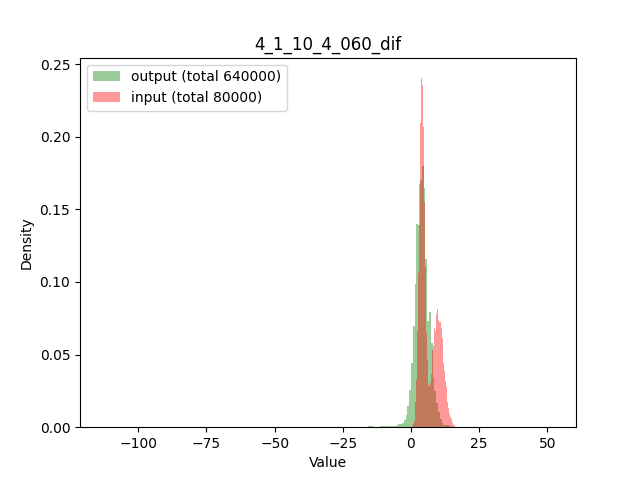 4_1_10_4_060_dif
output (total 640000)
input (total 80000)
Density
0.25
0.20
0.15
0.10
0.05
0.00
−100
−75
−50
−25
0
25
50
Value